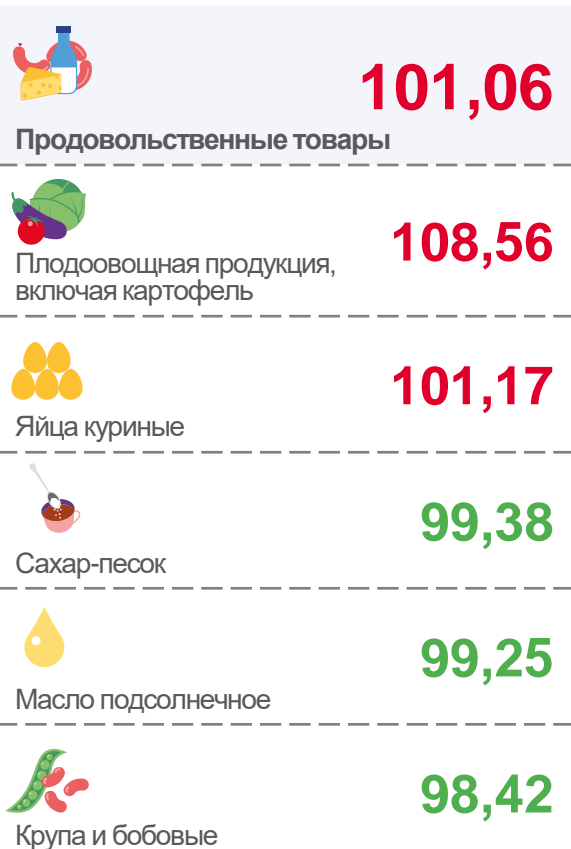 101,06
Продовольственные товары
108,56
Плодоовощная продукция,
включая картофель
101,17
Яйца куриные
99,38
Сахар-песок
99,25
Масло подсолнечное
98,42
Крупа и бобовые